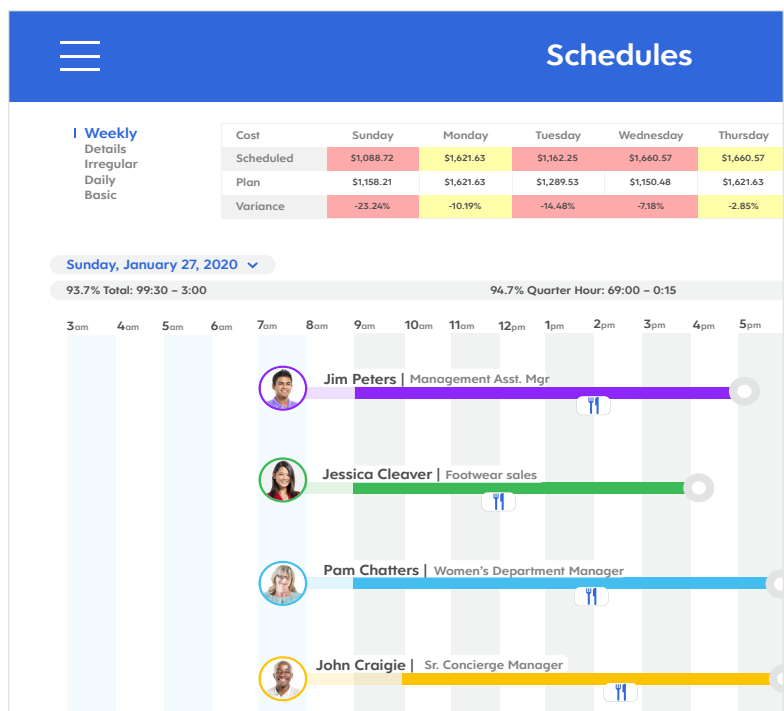 Schedules
Weekly
Details
Irregular
Daily
Basic
Cost Sunday Monday Tuesday Wednesday Thursday
Scheduled $1,088.72 $1,621.63 $1,162.25 $1,660.57 $1,660.57
Plan $1,158.21 $1,621.63 $1,289.53 $1,150.48 $1,621.63
Variance -23.24% -10.19% -14.48% -7.18% -2.85%
Sunday, January 27, 2020
93.7% Total: 99:30 – 3:00 94.7% Quarter Hour: 69:00 – 0:15
3am 4am 5am 6am 7am 8am 9am 10am 11am 12pm 1pm 2pm 3pm 4pm 5pm
Jim Peters | Management Asst. Mgr
Jessica Cleaver | Footwear sales
Pam Chatters | Women's Department Manager
John Craigie | Sr. Concierge Manager